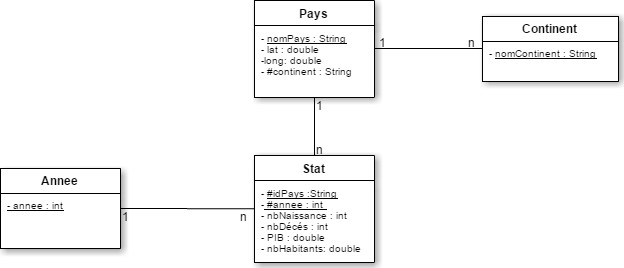 Pays
- nomPays : String
- lat : double
-long: double
- #continent : String
1
n
Continent
- nomContinent : String
1
n
Annee
- annee : int
1
n
Stat
- #idPays :String
- #annee : int
- nbNaissance : int
- nbDécés : int
- PIB : double
- nbHabitants: double